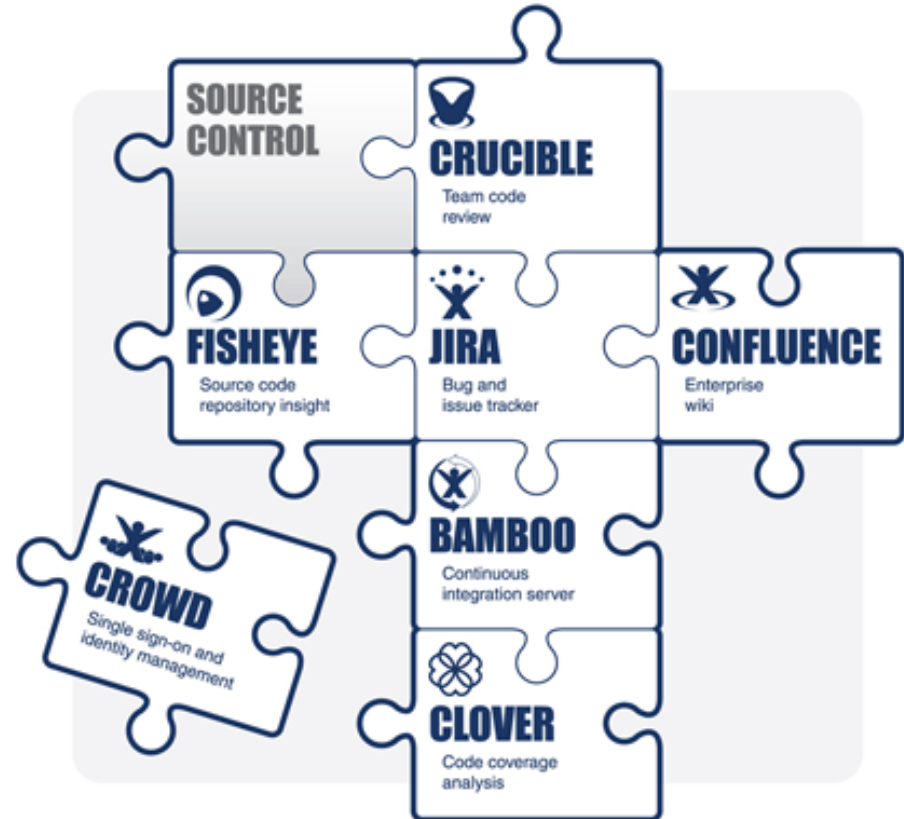 SOURCE
CONTROL
CRUCIBLE
Team code
review
FISHEYE
Source code
repository insight
JIRA
Bug and
issue tracker
CONFLUENCE
Enterprise
wiki
CROWD
Single sign-on and
identity management
BAMBOO
Continuous
integration server
CLOVER
Code coverage
analysis